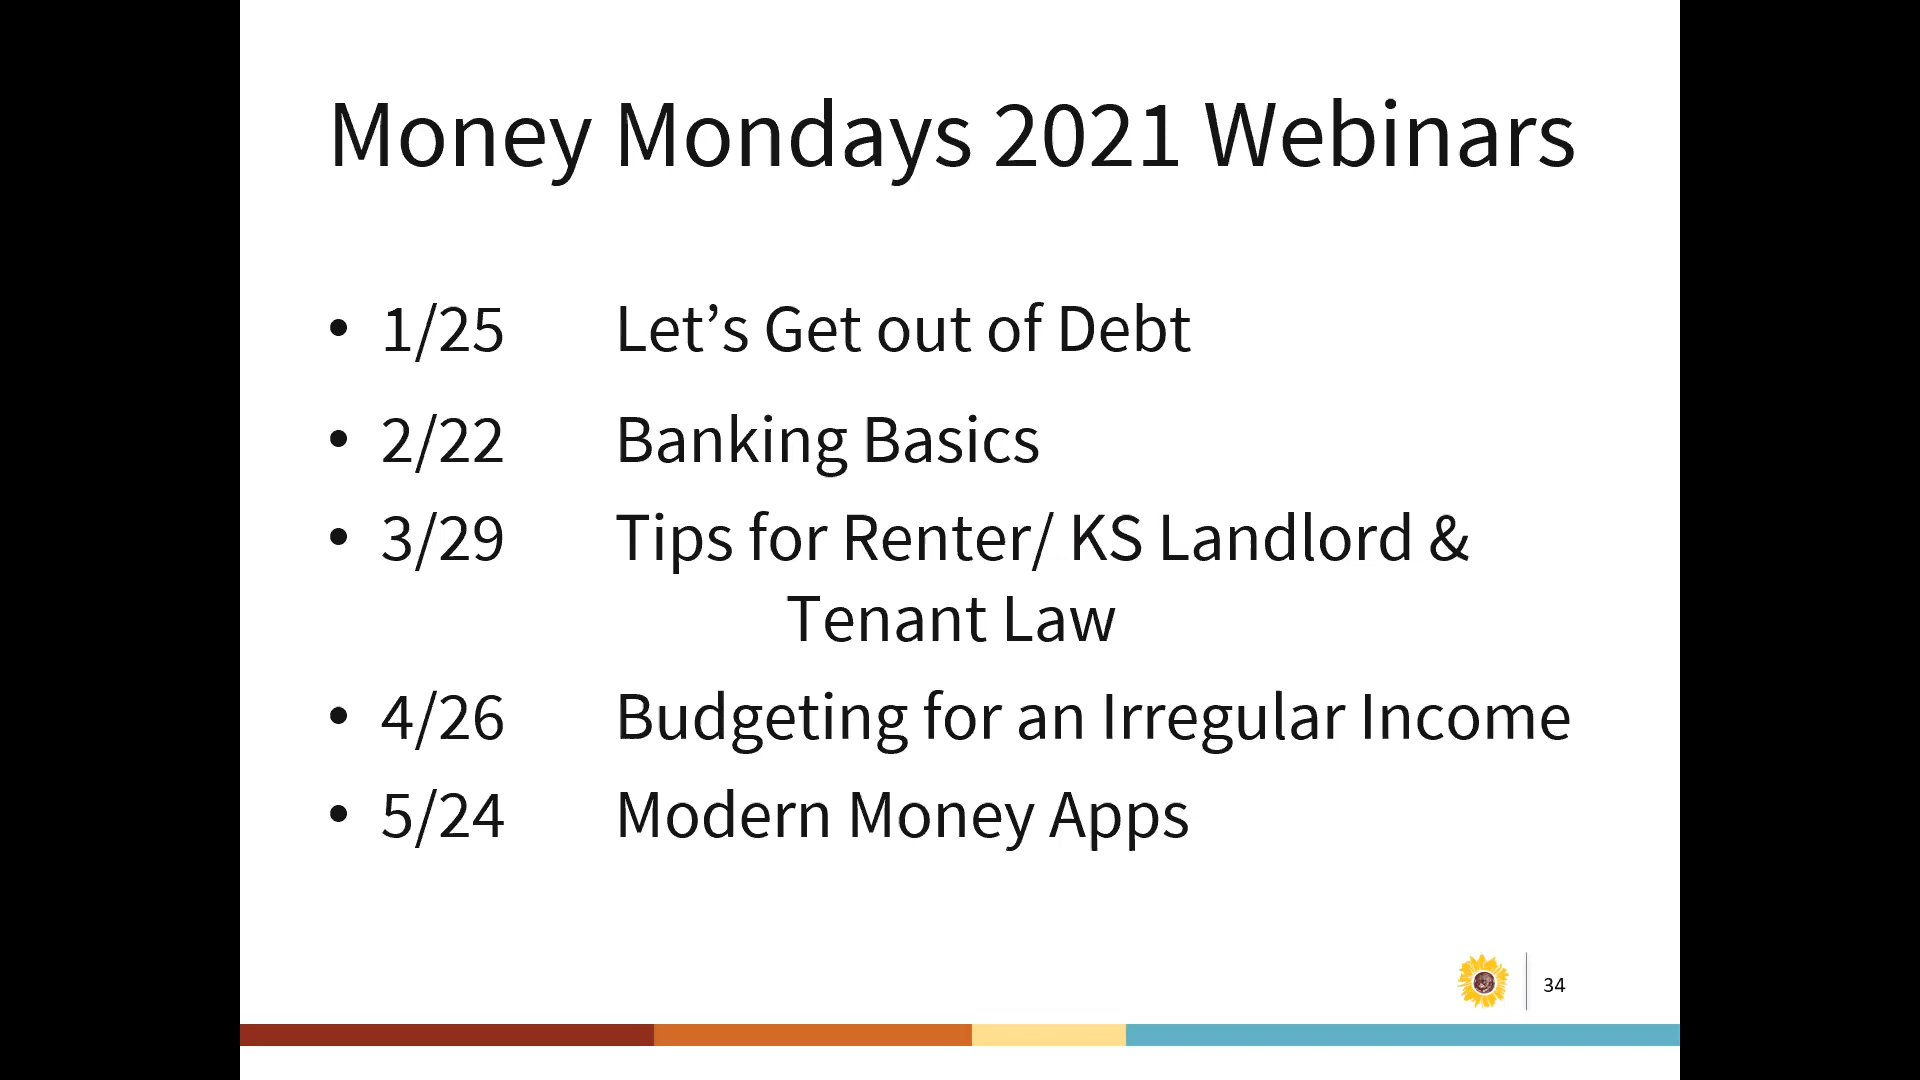 Money Mondays 2021 Webinars
• 1/25 Let’s Get out of Debt
• 2/22 Banking Basics
• 3/29 Tips for Renter/ KS Landlord &
Tenant Law
• 4/26 Budgeting for an Irregular Income
• 5/24 Modern Money Apps
34